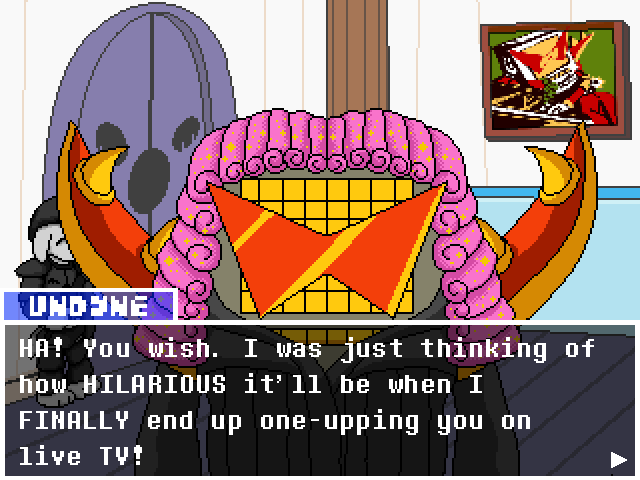 UNDYNE
HA! You wish. I was just thinking of
how HILARIOUS it'll be when I
FINALLY end up one-upping you on
live TV!